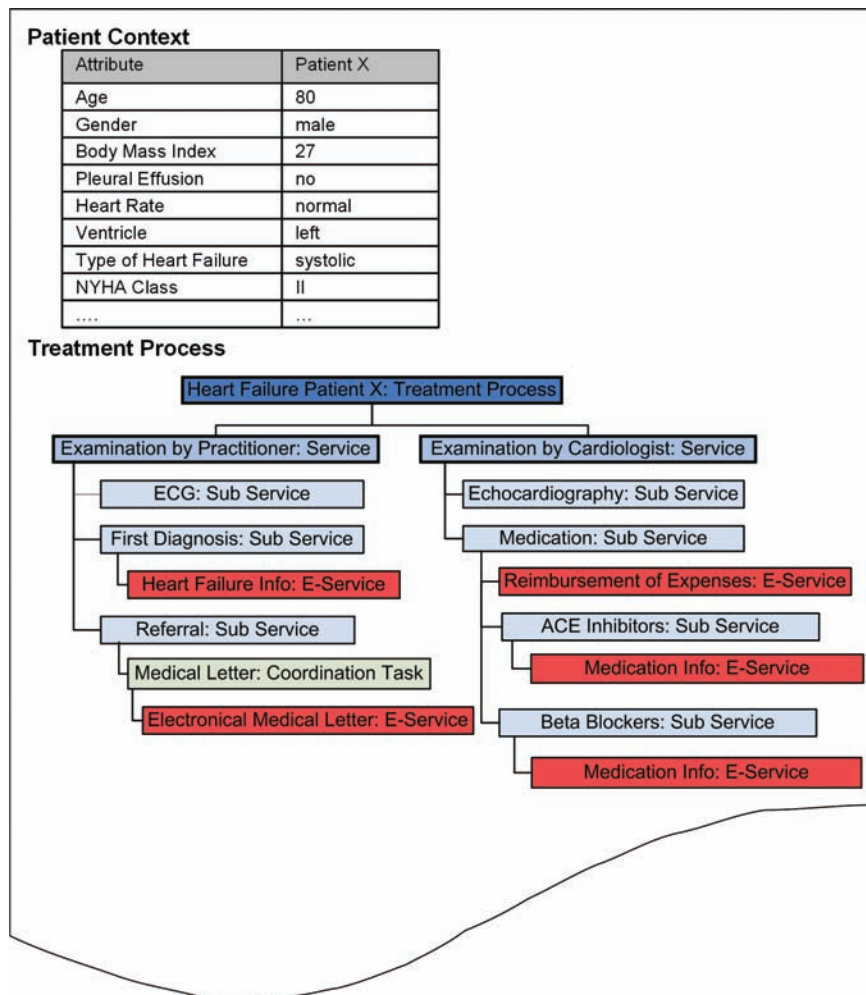 Patient Context
Attribute Patient X
Age 80
Gender male
Body Mass Index 27
Pleural Effusion no
Heart Rate normal
Ventricle left
Type of Heart Failure systolic
NYHA Class II
.... ...
Treatment Process
Heart Failure Patient X: Treatment Process
Examination by Practitioner: Service
ECG: Sub Service
First Diagnosis: Sub Service
Heart Failure Info: E-Service
Referral: Sub Service
Medical Letter: Coordination Task
Electronical Medical Letter: E-Service
Examination by Cardiologist: Service
Echocardiography: Sub Service
Medication: Sub Service
Reimbursement of Expenses: E-Service
ACE Inhibitors: Sub Service
Medication Info: E-Service
Beta Blockers: Sub Service
Medication Info: E-Service